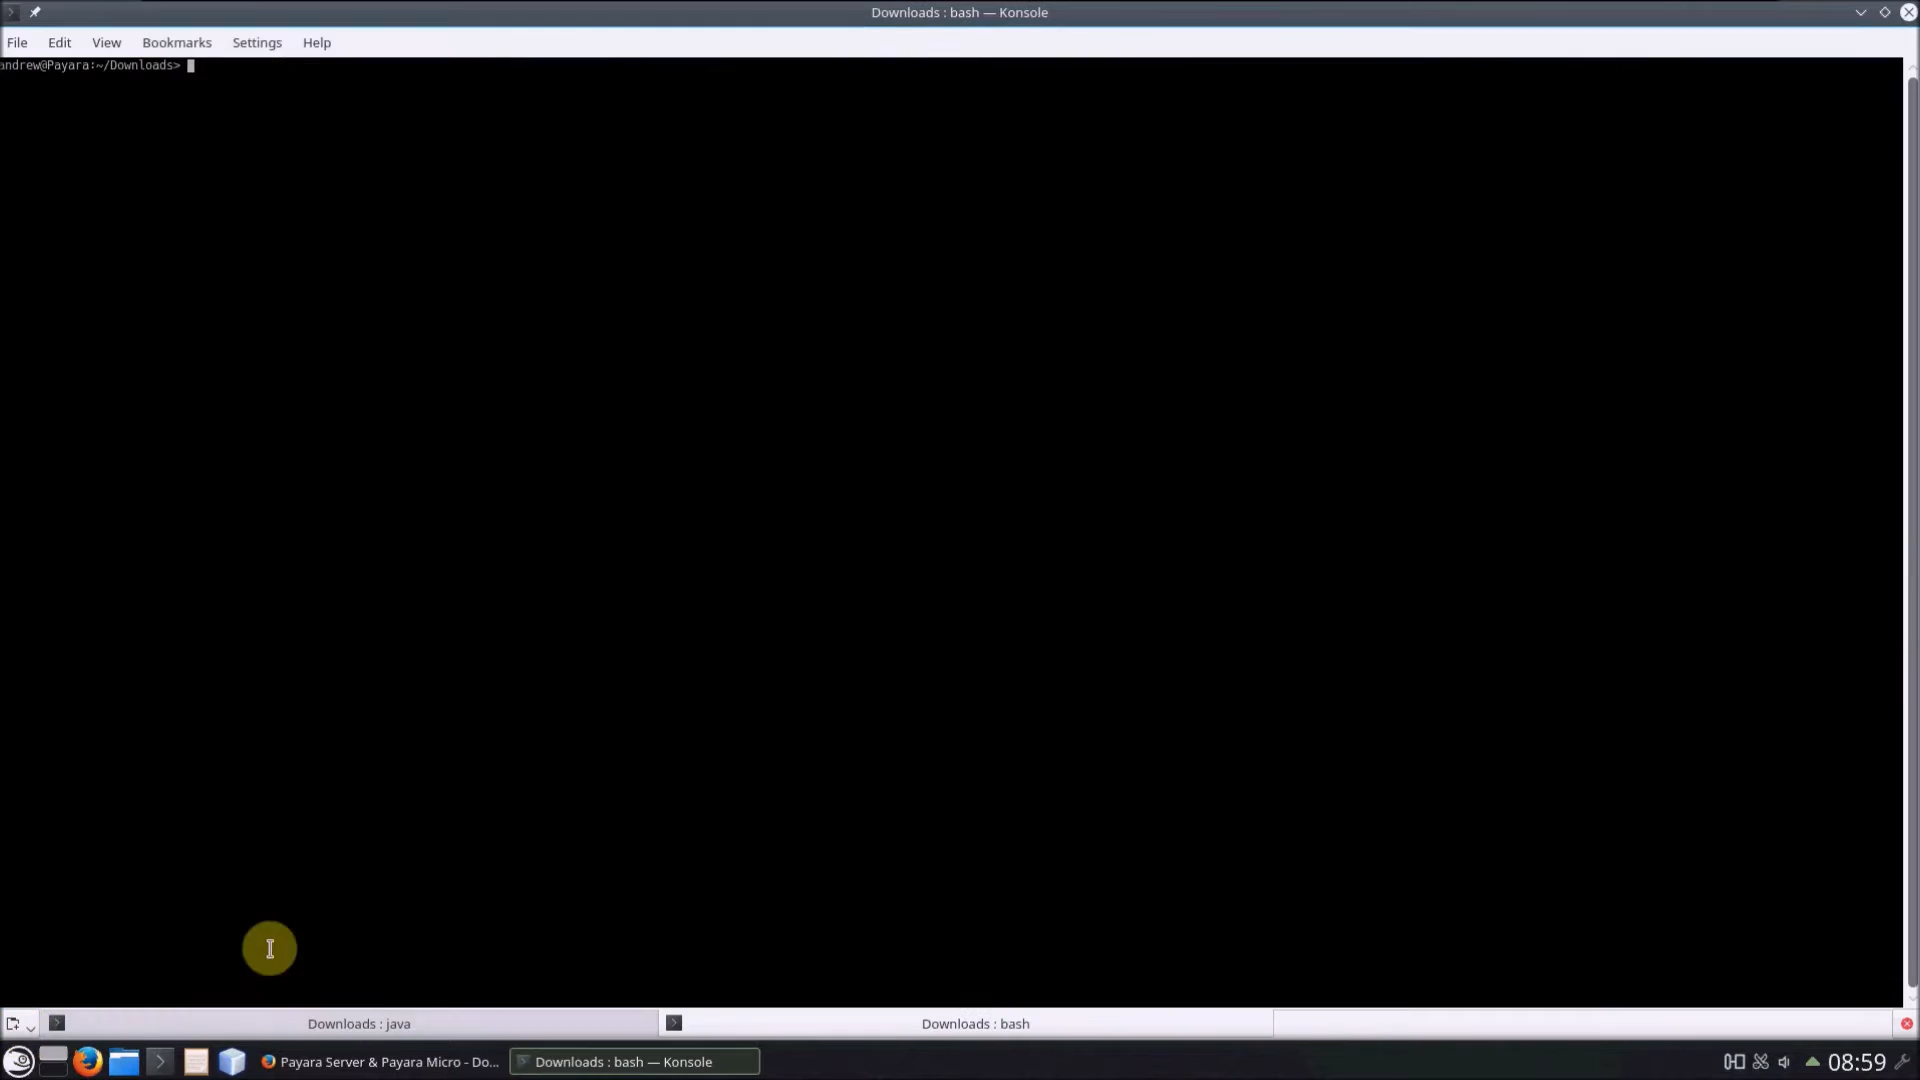 Downloads : bash — Konsole
File Edit View Bookmarks Settings Help
andrew@Payara:~/Downloads>
Downloads : java
Downloads : bash
Payara Server & Payara Micro - Do...
Downloads : bash — Konsole
08:59